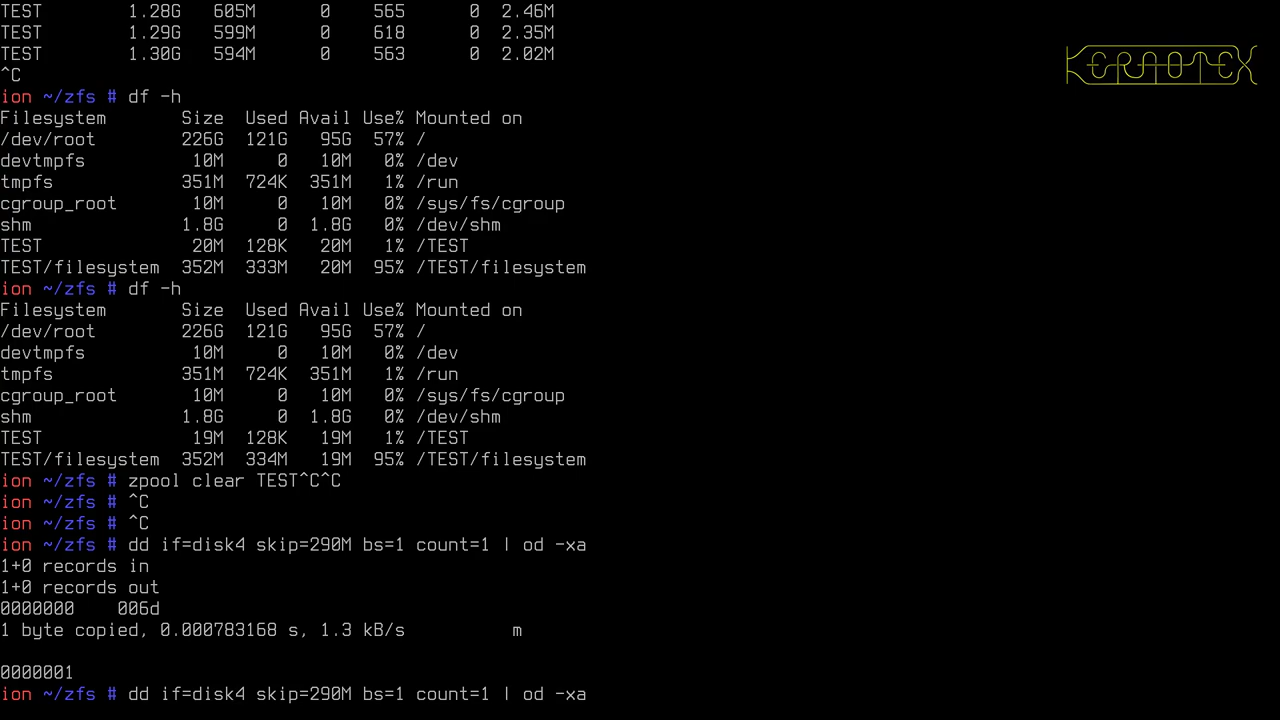 TEST        1.28G   605M      0    565      0  2.46M
TEST        1.29G   599M      0    618      0  2.35M
TEST        1.30G   594M      0    563      0  2.02M
^C
ion ~/zfs # df -h
Filesystem       Size  Used Avail Use% Mounted on
/dev/root        226G  121G   95G  57% /
devtmpfs          10M     0   10M   0% /dev
tmpfs            351M  724K  351M   1% /run
cgroup_root       10M     0   10M   0% /sys/fs/cgroup
shm              1.8G     0  1.8G   0% /dev/shm
TEST              20M  128K   20M   1% /TEST
TEST/filesystem  352M  333M   20M  95% /TEST/filesystem
ion ~/zfs # df -h
Filesystem       Size  Used Avail Use% Mounted on
/dev/root        226G  121G   95G  57% /
devtmpfs          10M     0   10M   0% /dev
tmpfs            351M  724K  351M   1% /run
cgroup_root       10M     0   10M   0% /sys/fs/cgroup
shm              1.8G     0  1.8G   0% /dev/shm
TEST              19M  128K   19M   1% /TEST
TEST/filesystem  352M  334M   19M  95% /TEST/filesystem
ion ~/zfs # zpool clear TEST^C^C
ion ~/zfs # ^C
ion ~/zfs # ^C
ion ~/zfs # dd if=disk4 skip=290M bs=1 count=1 | od -xa
1+0 records in
1+0 records out
0000000    006d
1 byte copied, 0.000783168 s, 1.3 kB/s          m
0000001
ion ~/zfs # dd if=disk4 skip=290M bs=1 count=1 | od -xa
KERAOTEX